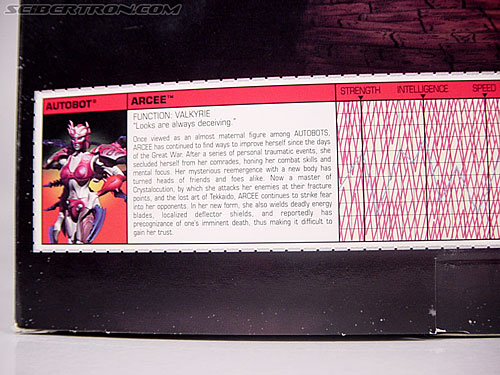 SEIBERTRON.COM
AUTOBOT®
ARCEE™
STRENGTH INTELLIGENCE SPEED
FUNCTION: VALKYRIE
"Looks are always deceiving."
Once viewed as an almost maternal figure among AUTOBOTS,
ARCEE has continued to find ways to improve herself since the days
of the Great War. After a series of personal traumatic events, she
secluded herself from her comrades, honing her combat skills and
mental focus. Her mysterious reemergence with a new body has
turned heads of friends and foes alike. Now a master of
Crystalocution, by which she attacks her enemies at their fracture
points, and the lost art of Tekkaido, ARCEE continues to strike fear
into her opponents. In her new form, she also wields deadly energy
blades, localized deflector shields, and reportedly has
precognizance of one's imminent death, thus making it difficult to
gain her trust.